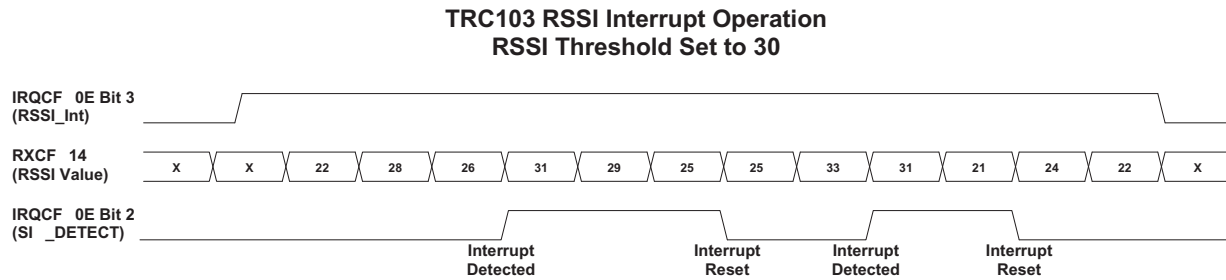 TRC103 RSSI Interrupt Operation
RSSI Threshold Set to 30
IRQCF 0E Bit 3
(RSSI_Int)
RXCF 14
(RSSI Value)
X X 22 28 26 31 29 25 25 33 31 21 24 22 X
IRQCF 0E Bit 2
(SI _DETECT)
Interrupt Detected
Interrupt Reset
Interrupt Detected
Interrupt Reset